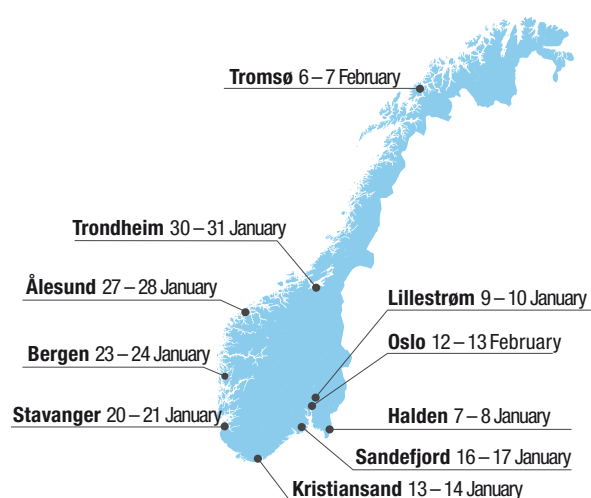 Tromsø 6 – 7 February
Trondheim 30 – 31 January
Ålesund 27 – 28 January
Lillestrøm 9 – 10 January
Oslo 12 – 13 February
Bergen 23 – 24 January
Stavanger 20 – 21 January
Halden 7 – 8 January
Sandefjord 16 – 17 January
Kristiansand 13 – 14 January